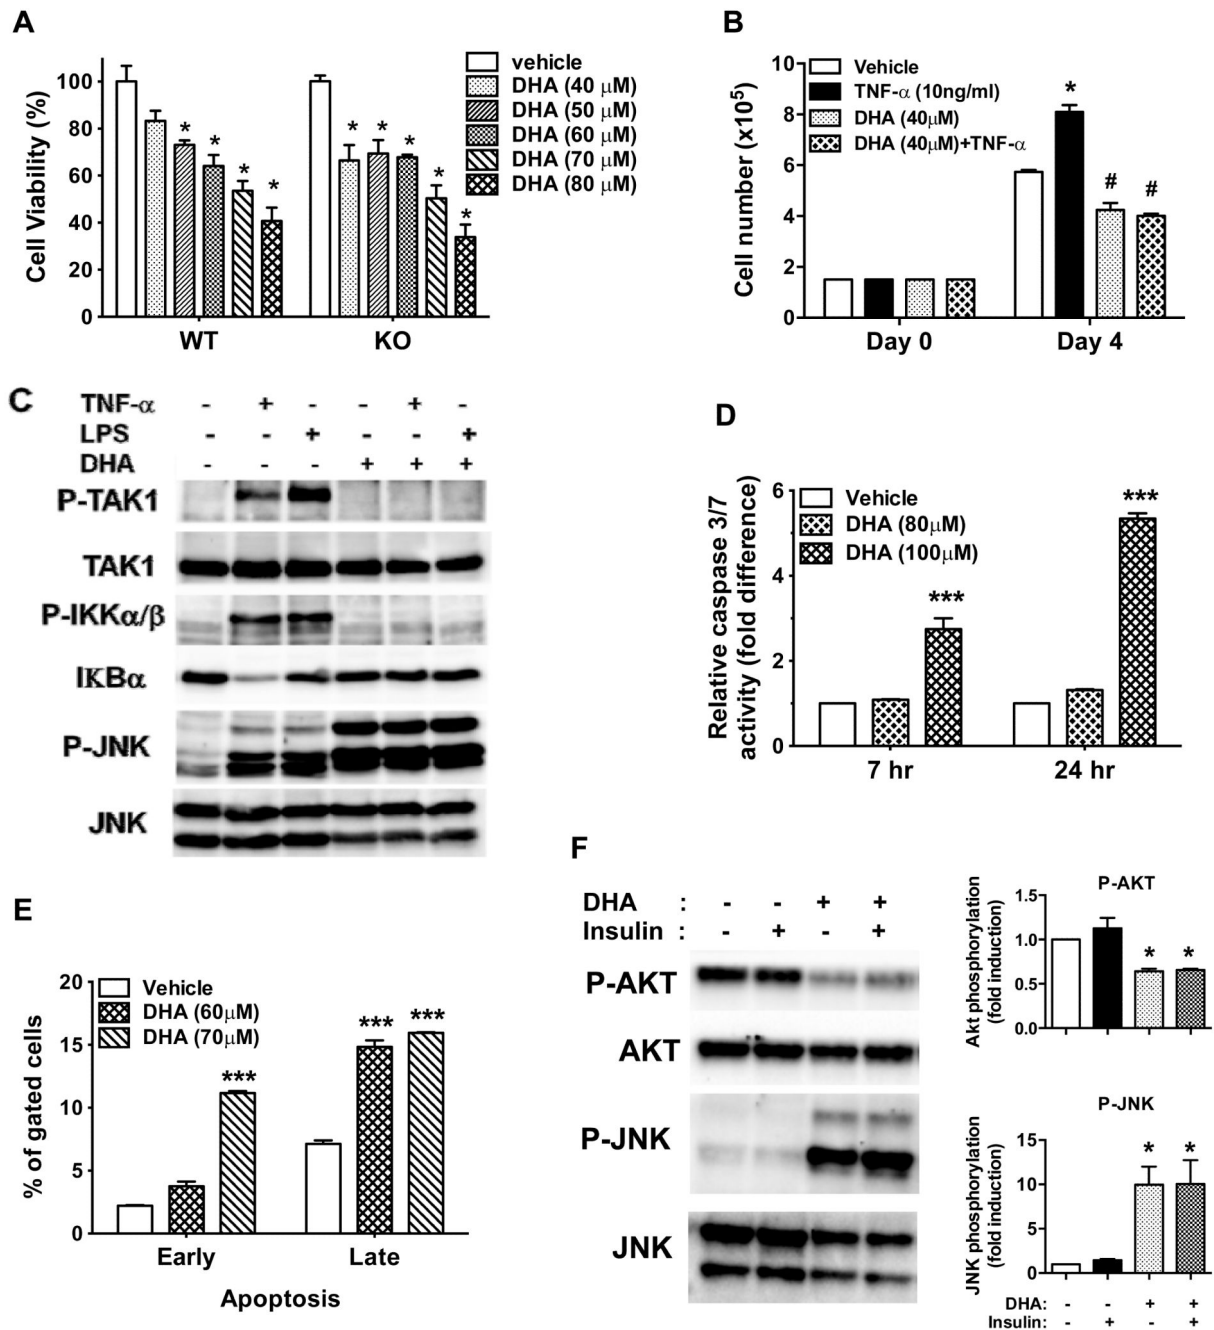 A
Cell Viability (%)
100
80
60
40
20
0
vehicle
DHA (40 μM)
DHA (50 μM)
DHA (60 μM)
DHA (70 μM)
DHA (80 μM)
* * * *
* * * * *
WT KO
B
Cell number (x10⁵)
10
8
6
4
2
0
Vehicle
TNF-α (10ng/ml)
DHA (40μM)
DHA (40μM)+TNF-α
* # #
Day 0 Day 4
C
TNF-α - + - - + -
LPS - - + - - +
DHA - - - + + +
P-TAK1
TAK1
P-IKKα/β
IKBα
P-JNK
JNK
D
Relative caspase 3/7
activity (fold difference)
6
4
2
0
Vehicle
DHA (80μM)
DHA (100μM)
*** ***
7 hr 24 hr
E
% of gated cells
20
15
10
5
0
Vehicle
DHA (60μM)
DHA (70μM)
*** *** ***
Early Late
Apoptosis
F
DHA : - - + +
Insulin : - + - +
P-AKT
AKT
P-JNK
JNK
P-AKT
Akt phosphorylation
(fold induction)
1.5
1.0
0.5
0.0
* *
P-JNK
JNK phosphorylation
(fold induction)
15
10
5
0
* *
DHA: - - + +
Insulin: - + - +